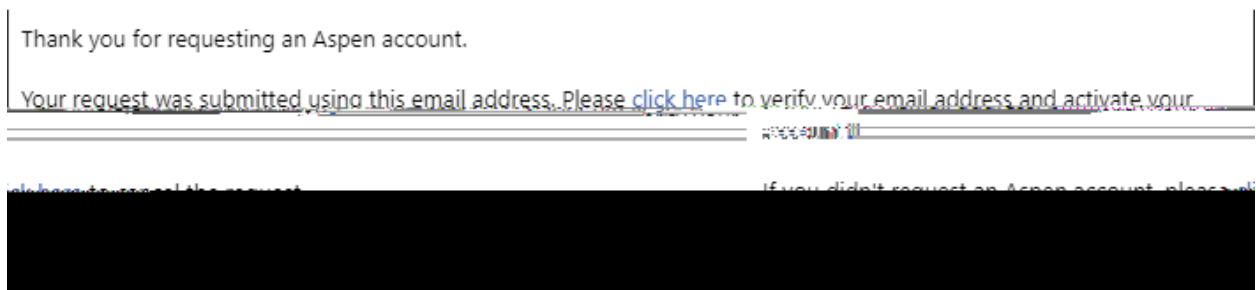 Thank you for requesting an Aspen account.
Your request was submitted using this email address. Please click here to verify your email address and activate your
If you didn't request an Aspen account, please
here to cancel the request